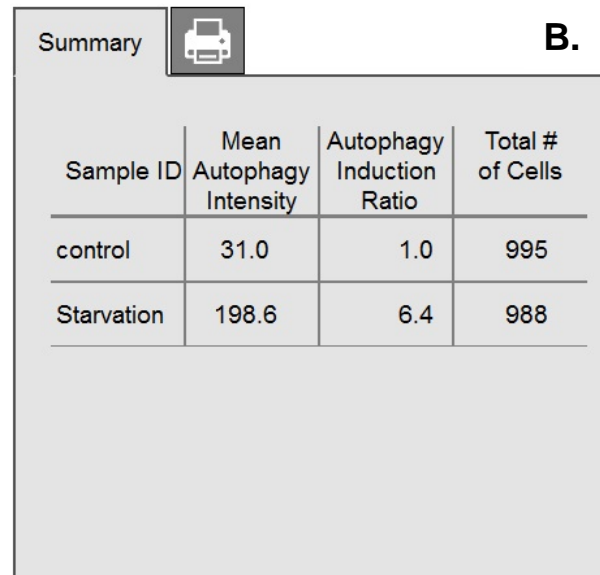 Summary
B.
Sample ID Mean Autophagy Intensity Autophagy Induction Ratio Total # of Cells
control 31.0 1.0 995
Starvation 198.6 6.4 988